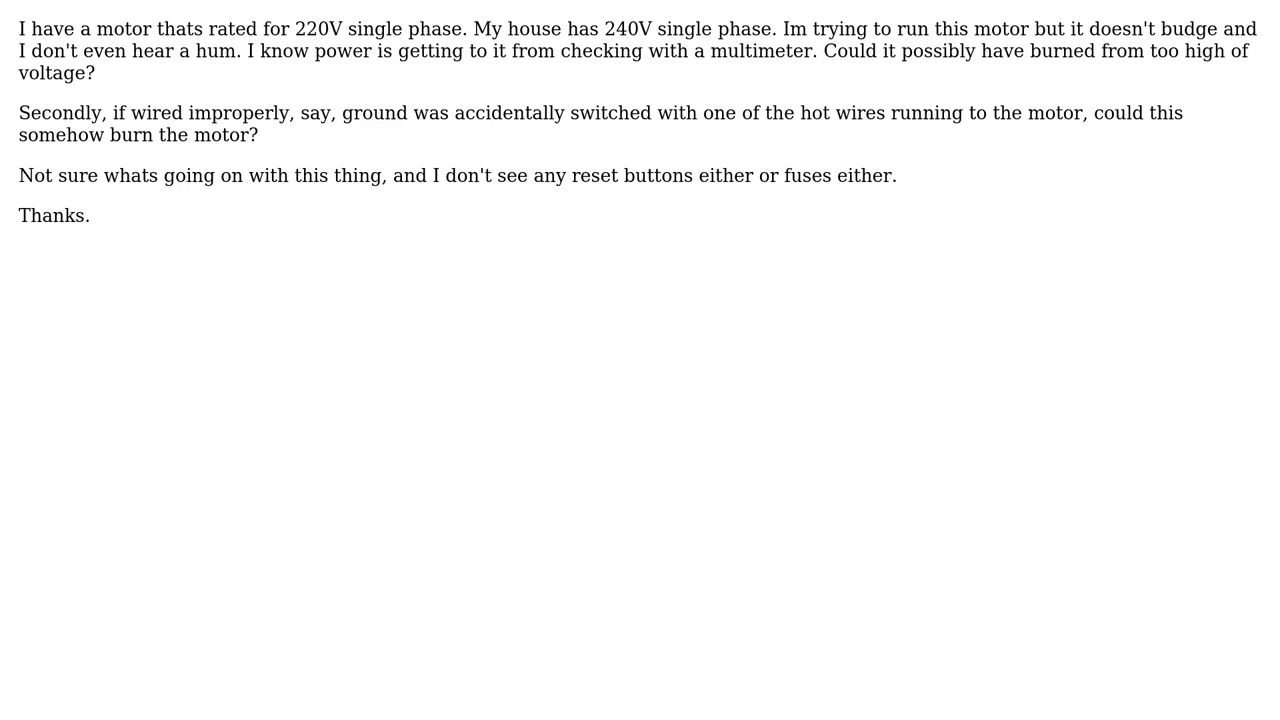 I have a motor thats rated for 220V single phase. My house has 240V single phase. Im trying to run this motor but it doesn't budge and
I don't even hear a hum. I know power is getting to it from checking with a multimeter. Could it possibly have burned from too high of
voltage?
Secondly, if wired improperly, say, ground was accidentally switched with one of the hot wires running to the motor, could this
somehow burn the motor?
Not sure whats going on with this thing, and I don't see any reset buttons either or fuses either.
Thanks.